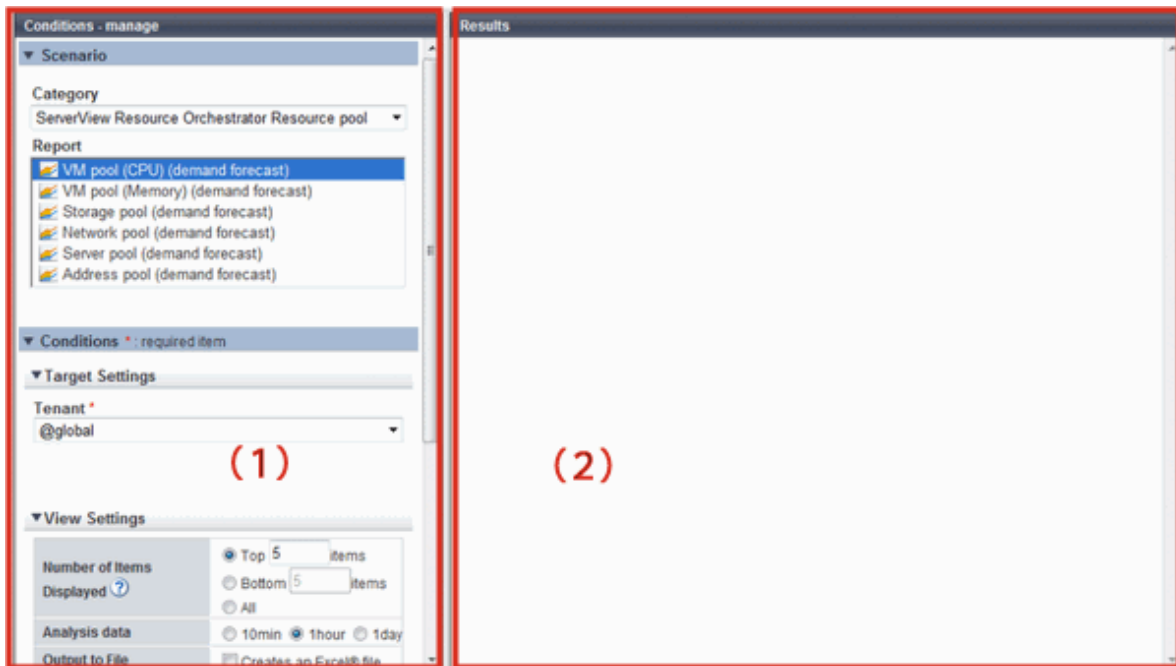 Conditions - manage
Scenario
Category
ServerView Resource Orchestrator Resource pool
Report
VM pool (CPU) (demand forecast)
VM pool (Memory) (demand forecast)
Storage pool (demand forecast)
Network pool (demand forecast)
Server pool (demand forecast)
Address pool (demand forecast)
Conditions * : required item
Target Settings
Tenant *
@global
(1)
View Settings
Number of Items Displayed ?
Top 5 items
Bottom 5 items
All
Analysis data
10min 1hour 1day
Output to File
Creates an Excel® file
Results
(2)